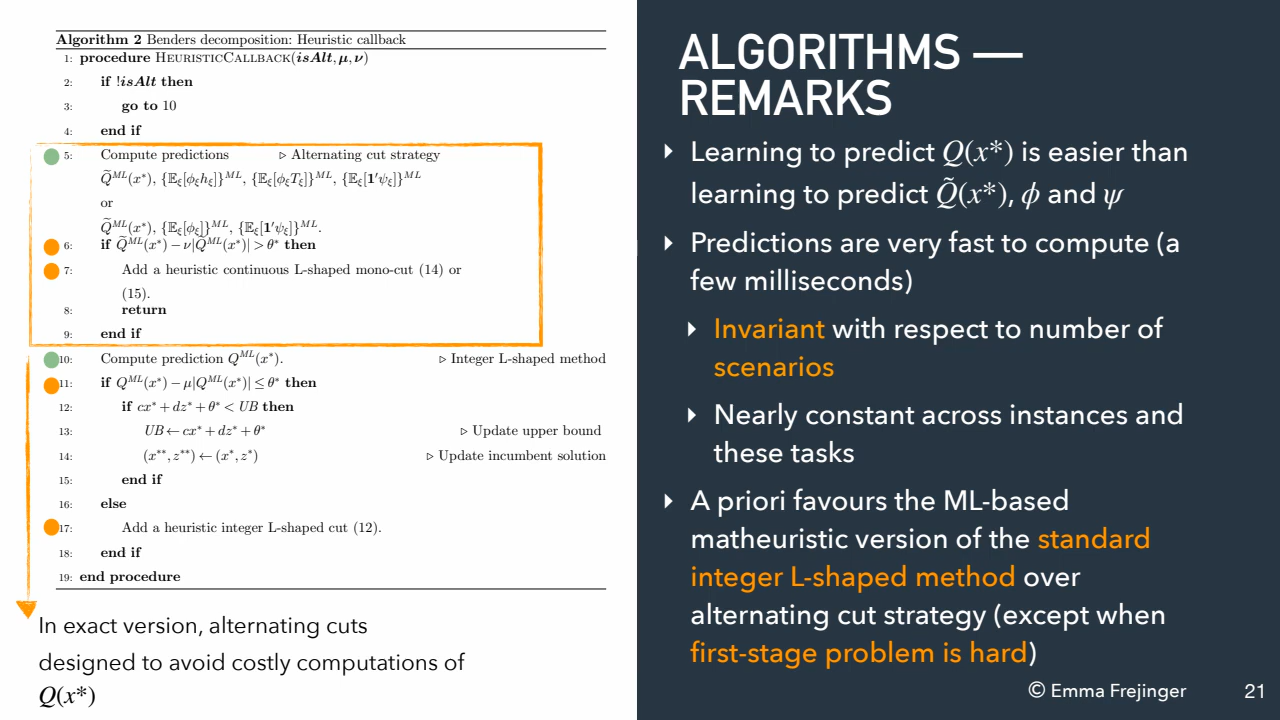 Algorithm 2 Benders decomposition: Heuristic callback
1: procedure HEURISTICCALLBACK(isAlt, μ, ν)
2: if !isAlt then
3: go to 10
4: end if
5: Compute predictions ▷ Alternating cut strategy
Q̃^ML(x*), {𝔼_ξ[ϕ_ξh_ξ]}^ML, {𝔼_ξ[ϕ_ξT_ξ]}^ML, {𝔼_ξ[1′ψ_ξ]}^ML
or
Q̃^ML(x*), {𝔼_ξ[ϕ_ξ]}^ML, {𝔼_ξ[1′ψ_ξ]}^ML.
6: if Q̃^ML(x*) − ν|Q̃^ML(x*)| > θ* then
7: Add a heuristic continuous L-shaped mono-cut (14) or
(15).
8: return
9: end if
10: Compute prediction Q^ML(x*). ▷ Integer L-shaped method
11: if Q^ML(x*) − μ|Q^ML(x*)| ≤ θ* then
12: if cx* + dz* + θ* < UB then
13: UB ← cx* + dz* + θ* ▷ Update upper bound
14: (x**, z**) ← (x*, z*) ▷ Update incumbent solution
15: end if
16: else
17: Add a heuristic integer L-shaped cut (12).
18: end if
19: end procedure
In exact version, alternating cuts
designed to avoid costly computations of
Q(x*)
ALGORITHMS —
REMARKS
Learning to predict Q(x*) is easier than
learning to predict Q̃(x*), ϕ and ψ
Predictions are very fast to compute (a
few milliseconds)
Invariant with respect to number of
scenarios
Nearly constant across instances and
these tasks
A priori favours the ML-based
matheuristic version of the standard
integer L-shaped method over
alternating cut strategy (except when
first-stage problem is hard)
© Emma Frejinger 21